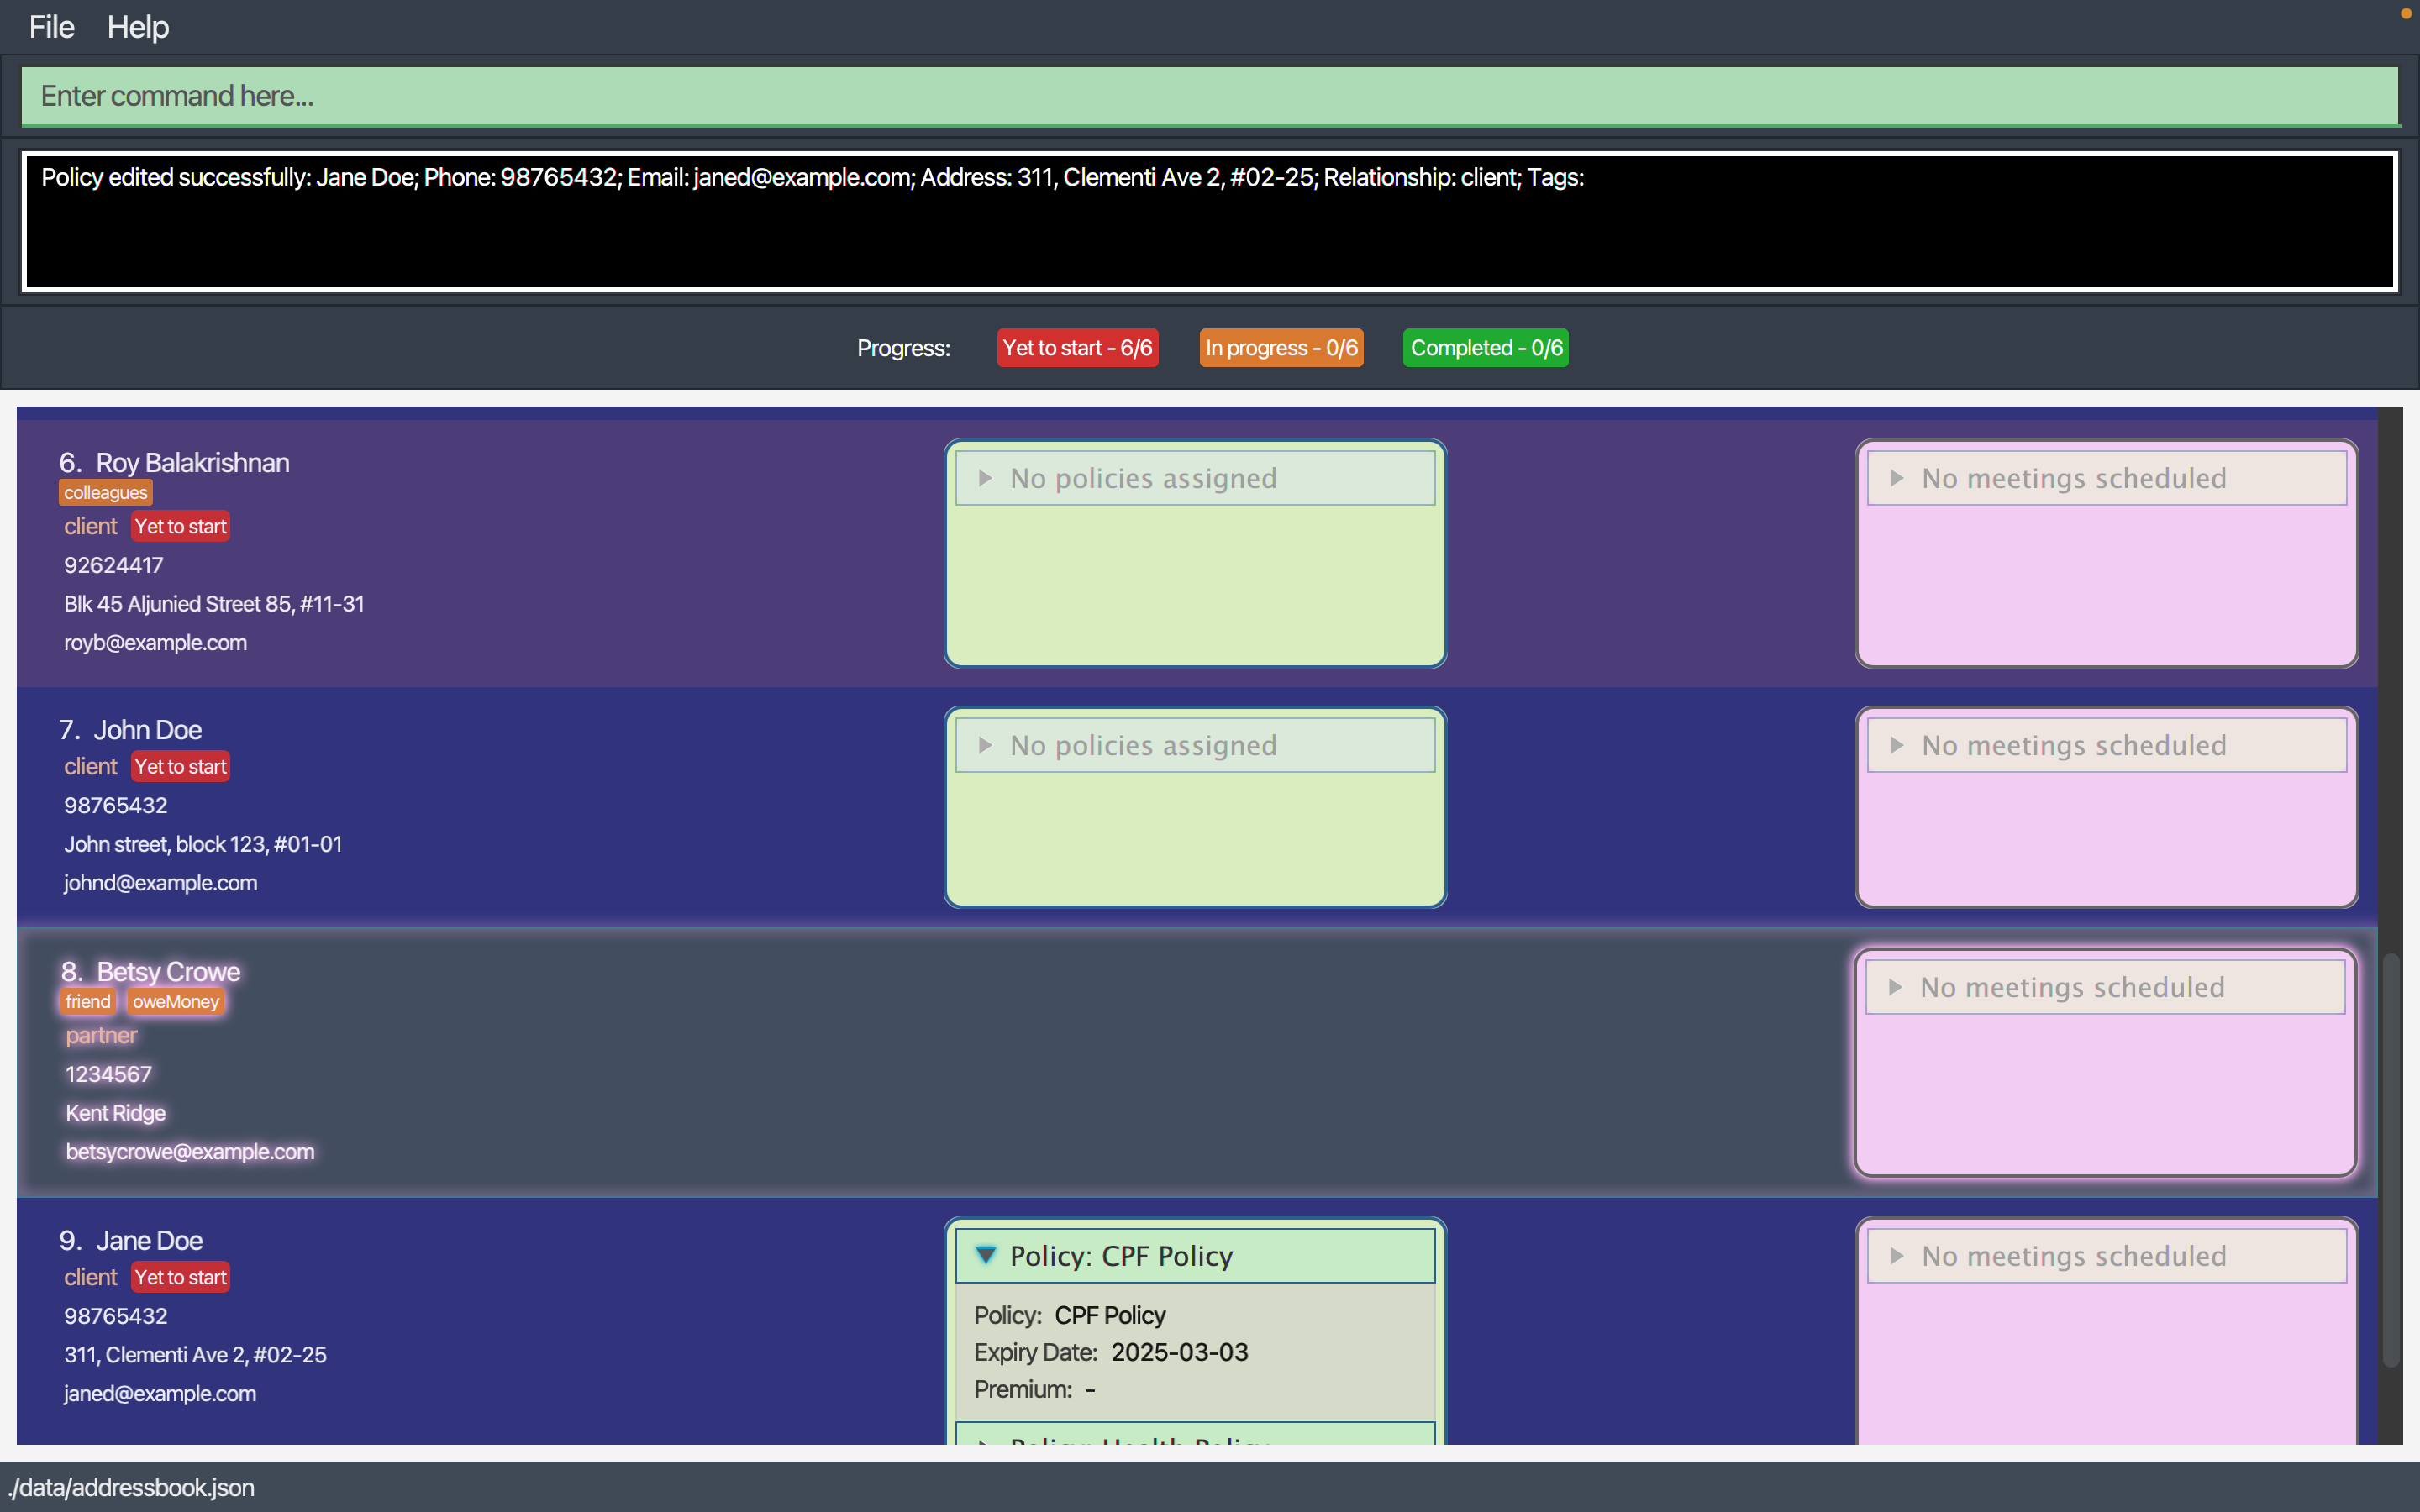 File Help
Enter command here...
Policy edited successfully: Jane Doe; Phone: 98765432; Email: janed@example.com; Address: 311, Clementi Ave 2, #02-25; Relationship: client; Tags:
Progress: Yet to start - 6/6 In progress - 0/6 Completed - 0/6
6. Roy Balakrishnan
colleagues
client Yet to start
92624417
Blk 45 Aljunied Street 85, #11-31
royb@example.com
No policies assigned
No meetings scheduled
7. John Doe
client Yet to start
98765432
John street, block 123, #01-01
johnd@example.com
No policies assigned
No meetings scheduled
8. Betsy Crowe
friend oweMoney
partner
1234567
Kent Ridge
betsycrowe@example.com
No meetings scheduled
9. Jane Doe
client Yet to start
98765432
311, Clementi Ave 2, #02-25
janed@example.com
Policy: CPF Policy
Policy: CPF Policy
Expiry Date: 2025-03-03
Premium: -
Policy: Health Policy
No meetings scheduled
./data/addressbook.json